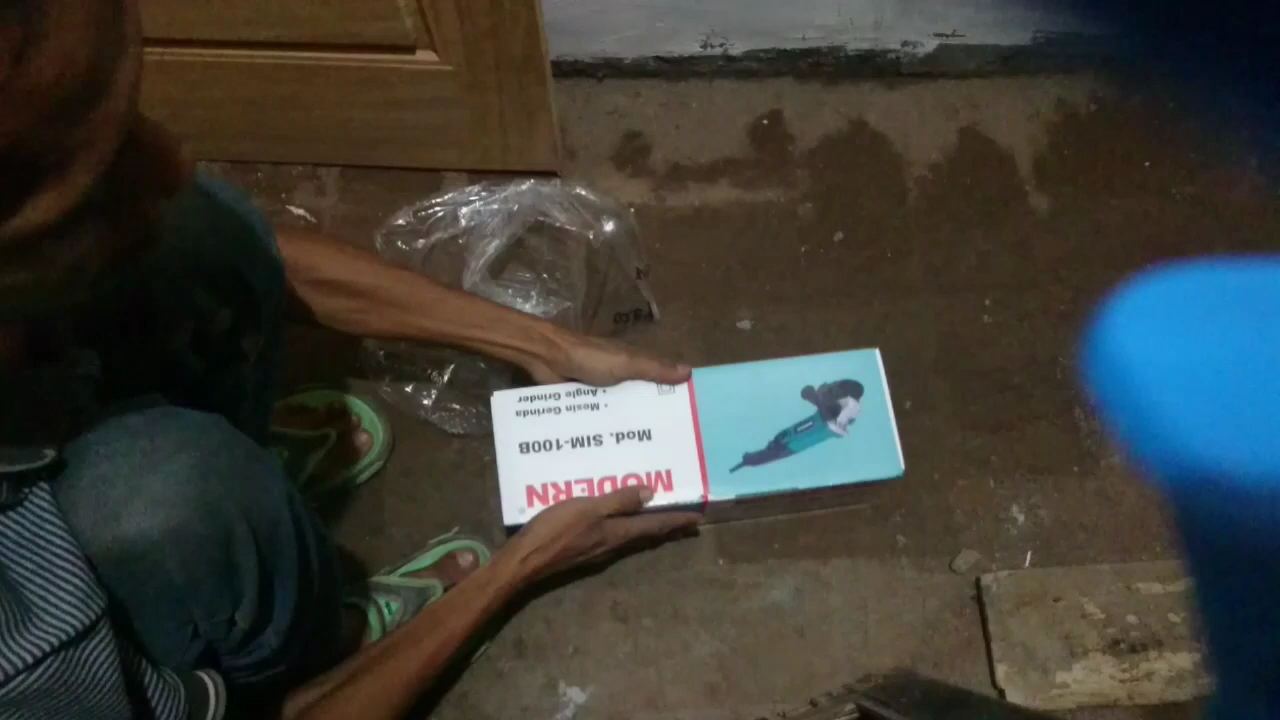 MODERN
Mod. SIM-100B
• Mesin Gerinda
• Angle Grinder